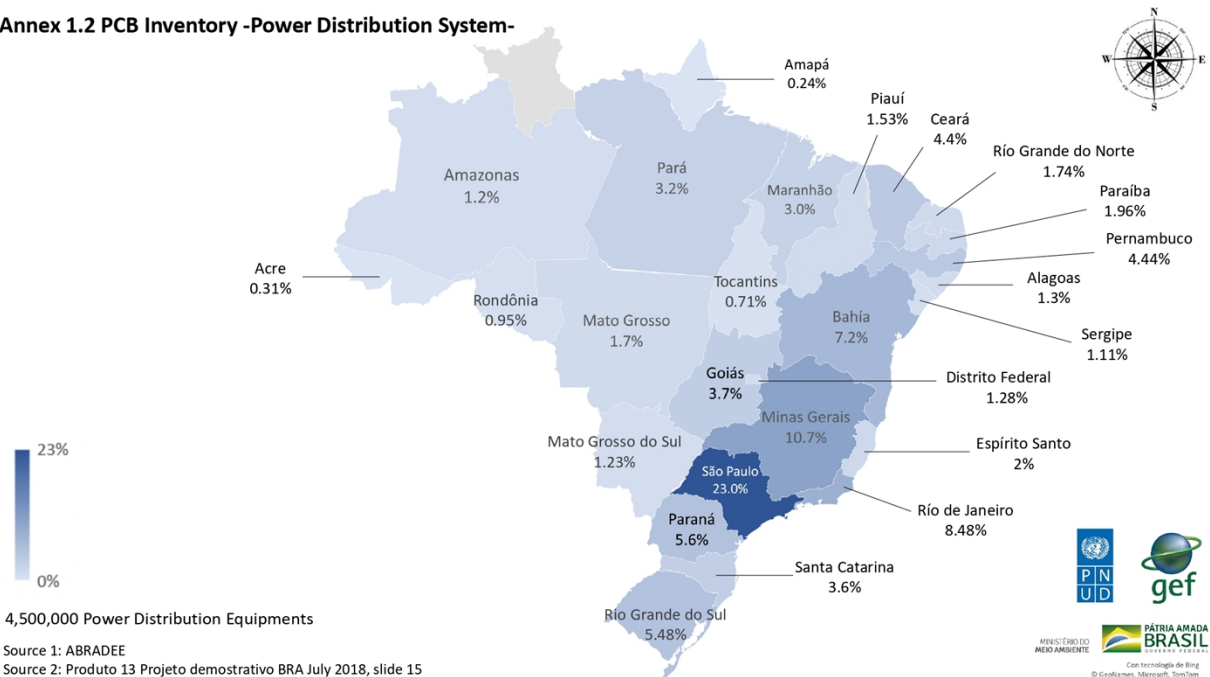 Annex 1.2 PCB Inventory -Power Distribution System-
N
W
E
S
Amapá
0.24%
Piauí
1.53%
Ceará
4.4%
Río Grande do Norte
1.74%
Paraíba
1.96%
Pernambuco
4.44%
Alagoas
1.3%
Sergipe
1.11%
Amazonas
1.2%
Pará
3.2%
Maranhão
3.0%
Acre
0.31%
Rondônia
0.95%
Tocantins
0.71%
Mato Grosso
1.7%
Bahía
7.2%
Goiás
3.7%
Distrito Federal
1.28%
Minas Gerais
10.7%
Mato Grosso do Sul
1.23%
Espírito Santo
2%
São Paulo
23.0%
Río de Janeiro
8.48%
Paraná
5.6%
Santa Catarina
3.6%
Rio Grande do Sul
5.48%
23%
0%
4,500,000 Power Distribution Equipments
Source 1: ABRADEE
Source 2: Produto 13 Projeto demostrativo BRA July 2018, slide 15
P N
U D
gef
MINISTÉRIO DO
MEIO AMBIENTE
PÁTRIA AMADA
BRASIL
GOVERNO FEDERAL
Con tecnología de Bing
© GeoNames, Microsoft, TomTom